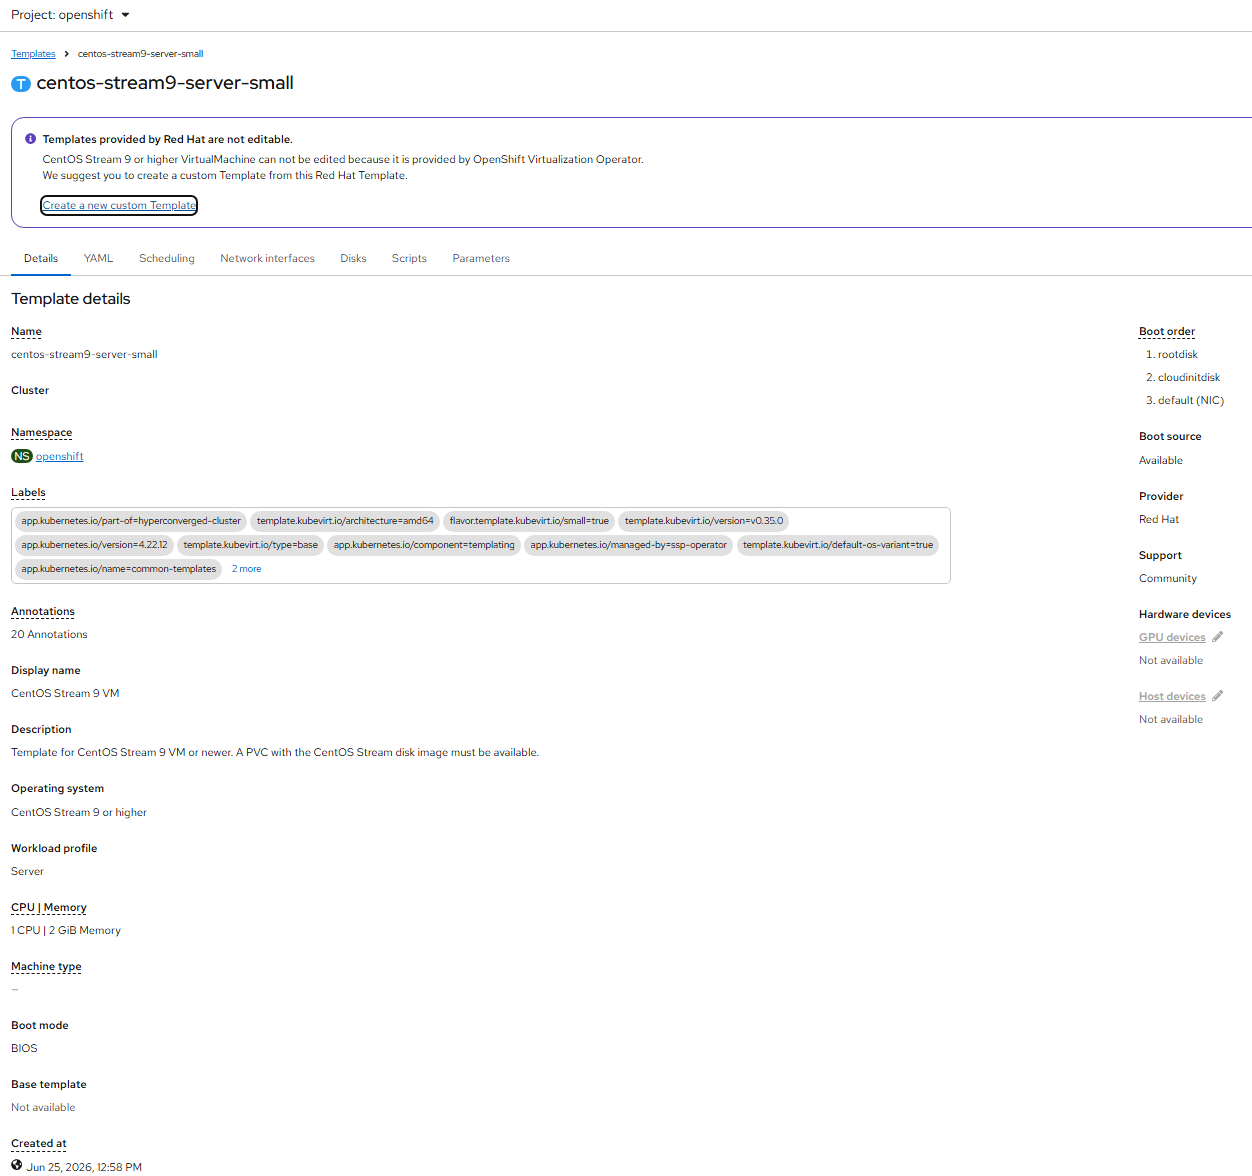 Project: openshift
Templates > centos-stream9-server-small
T centos-stream9-server-small
Templates provided by Red Hat are not editable.
CentOS Stream 9 or higher VirtualMachine can not be edited because it is provided by OpenShift Virtualization Operator.
We suggest you to create a custom Template from this Red Hat Template.
Create a new custom Template
Details YAML Scheduling Network interfaces Disks Scripts Parameters
Template details
Name
centos-stream9-server-small
Cluster
Namespace
NS openshift
Labels
app.kubernetes.io/part-of=hyperconverged-cluster template.kubevirt.io/architecture=amd64 flavor.template.kubevirt.io/small=true template.kubevirt.io/version=v0.35.0
app.kubernetes.io/version=4.22.12 template.kubevirt.io/type=base app.kubernetes.io/component=templating app.kubernetes.io/managed-by=ssp-operator template.kubevirt.io/default-os-variant=true
app.kubernetes.io/name=common-templates 2 more
Annotations
20 Annotations
Display name
CentOS Stream 9 VM
Description
Template for CentOS Stream 9 VM or newer. A PVC with the CentOS Stream disk image must be available.
Operating system
CentOS Stream 9 or higher
Workload profile
Server
CPU | Memory
1 CPU | 2 GiB Memory
Machine type
–
Boot mode
BIOS
Base template
Not available
Created at
Jun 25, 2026, 12:58 PM
Boot order
1. rootdisk
2. cloudinitdisk
3. default (NIC)
Boot source
Available
Provider
Red Hat
Support
Community
Hardware devices
GPU devices
Not available
Host devices
Not available